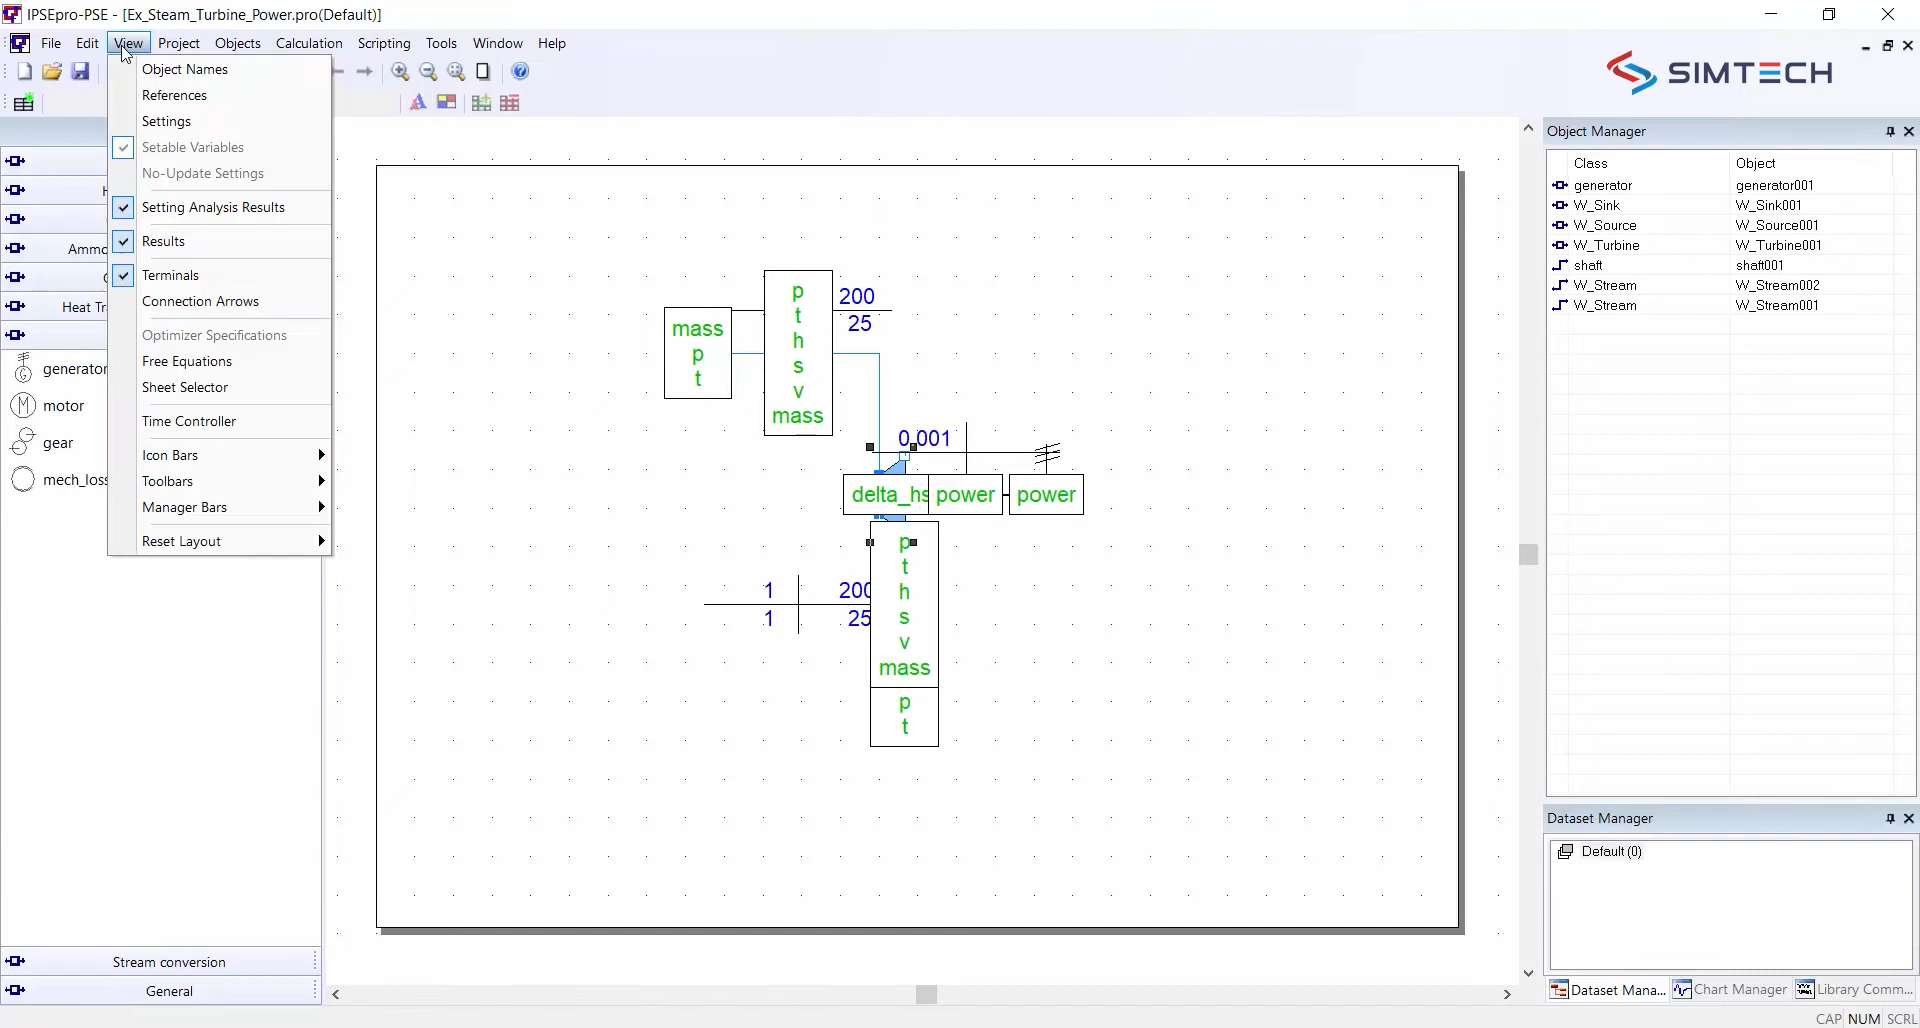 IPSEpro-PSE - [Ex_Steam_Turbine_Power.pro(Default)]
File Edit View Project Objects Calculation Scripting Tools Window Help
SIMTECH
Object Names
References
Settings
Setable Variables
No-Update Settings
Setting Analysis Results
Results
Terminals
Connection Arrows
Optimizer Specifications
Free Equations
Sheet Selector
Time Controller
Icon Bars
Toolbars
Manager Bars
Reset Layout
H
Ammo
Heat Tr
generator
motor
gear
mech_loss
Stream conversion
General
mass
p
t
p
t
h
s
v
mass
200
25
0.001
delta_hs
power
power
1 200
1 25
p
t
h
s
v
mass
p
t
Object Manager
Class Object
generator generator001
W_Sink W_Sink001
W_Source W_Source001
W_Turbine W_Turbine001
shaft shaft001
W_Stream W_Stream002
W_Stream W_Stream001
Dataset Manager
Default (0)
Dataset Mana... Chart Manager Library Comm...
CAP NUM SCRL